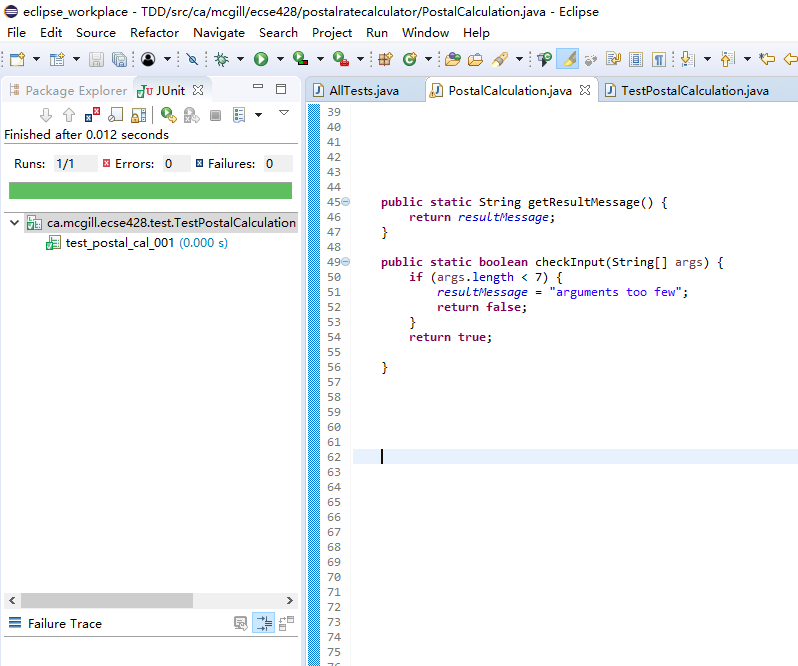 eclipse_workplace - TDD/src/ca/mcgill/ecse428/postalratecalculator/PostalCalculation.java - Eclipse
File Edit Source Refactor Navigate Search Project Run Window Help
Package Explorer JUnit
Finished after 0.012 seconds
Runs: 1/1 Errors: 0 Failures: 0
ca.mcgill.ecse428.test.TestPostalCalculation
test_postal_cal_001 (0.000 s)
Failure Trace
AllTests.java PostalCalculation.java TestPostalCalculation.java
39
40
41
42
43
44
45 public static String getResultMessage() {
46 return resultMessage;
47 }
48
49 public static boolean checkInput(String[] args) {
50 if (args.length < 7) {
51 resultMessage = "arguments too few";
52 return false;
53 }
54 return true;
55
56 }
57
58
59
60
61
62
63
64
65
66
67
68
69
70
71
72
73
74
75